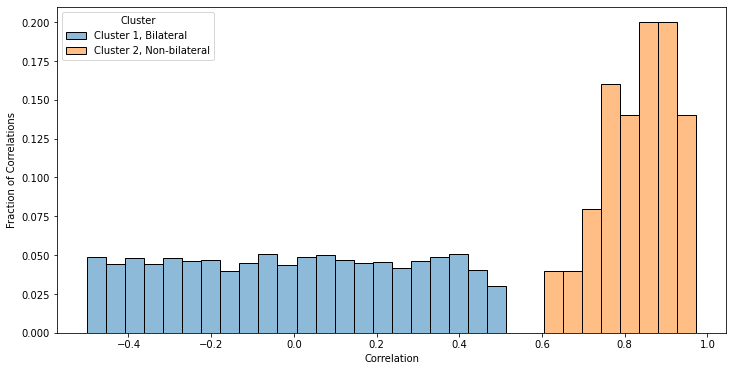 Cluster
Cluster 1, Bilateral
Cluster 2, Non-bilateral
Fraction of Correlations
0.200
0.175
0.150
0.125
0.100
0.075
0.050
0.025
0.000
−0.4 −0.2 0.0 0.2 0.4 0.6 0.8 1.0
Correlation